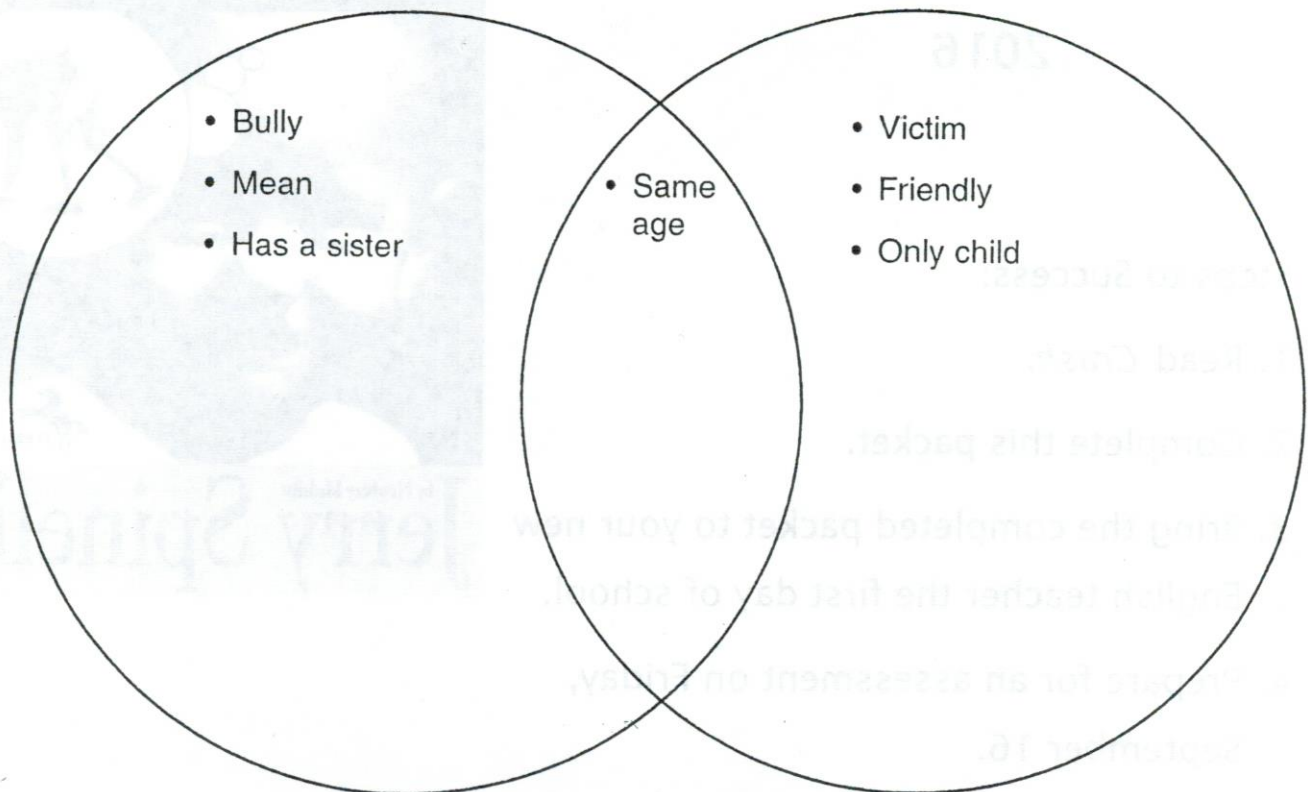 • Bully
• Mean
• Has a sister
• Same
age
• Victim
• Friendly
• Only child
2016
to Success:
Read Crash.
Complete this packet.
Bring the completed packet to your new
English teacher the first day of school.
Prepare for an assessment on Friday,
September 16.
Jerry Spinelli